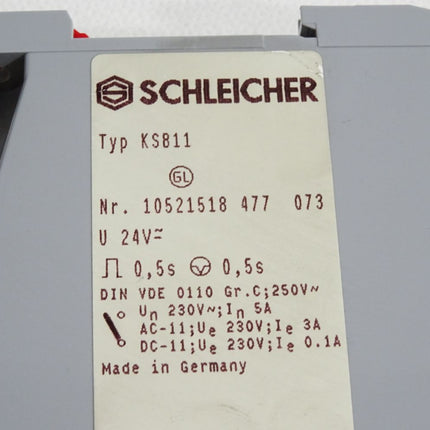 SCHLEICHER
Typ KS811
GL
Nr. 10521518 477 073
U 24V≂
0,5s 0,5s
DIN VDE 0110 Gr.C;250V~
Un 230V~;In 5A
AC-11;Ue 230V;Ie 3A
DC-11;Ue 230V;Ie 0.1A
Made in Germany